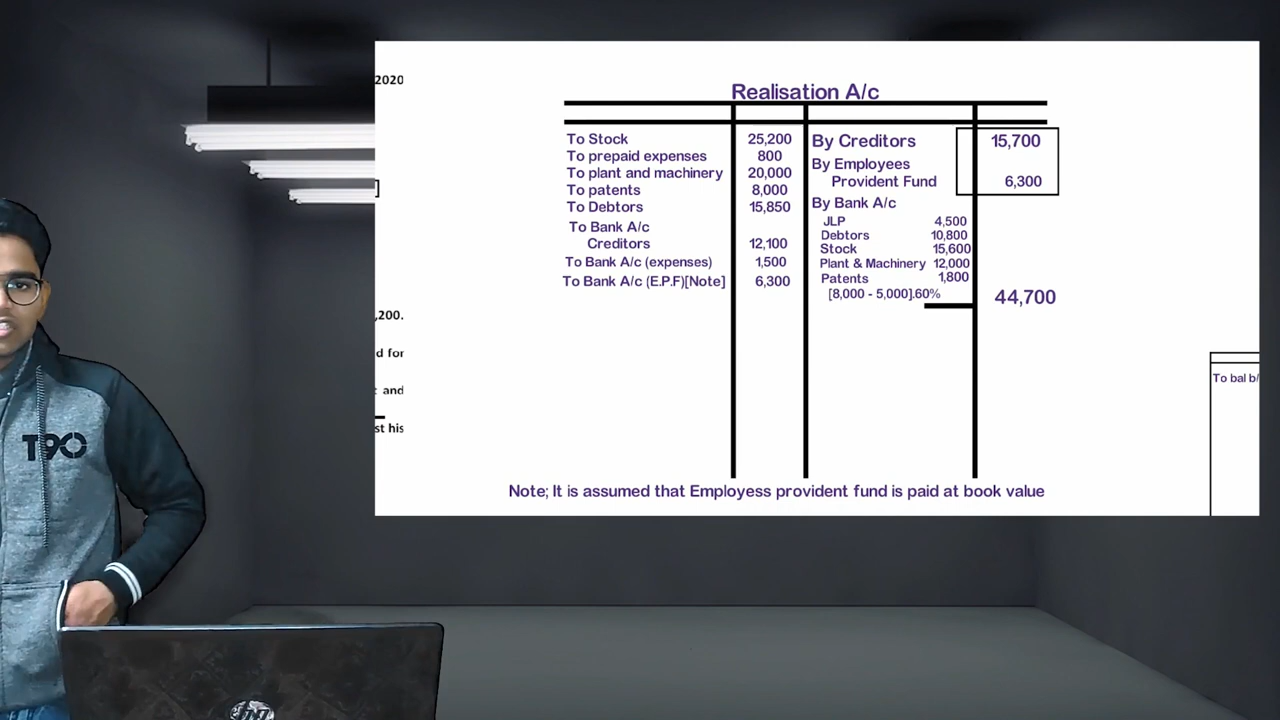 2020
]
,200.
d for
and
st his
Realisation A/c
To Stock 25,200
To prepaid expenses 800
To plant and machinery 20,000
To patents 8,000
To Debtors 15,850
To Bank A/c
Creditors 12,100
To Bank A/c (expenses) 1,500
To Bank A/c (E.P.F)[Note] 6,300
By Creditors 15,700
By Employees
Provident Fund 6,300
By Bank A/c
JLP 4,500
Debtors 10,800
Stock 15,600
Plant & Machinery 12,000
Patents 1,800
[8,000 - 5,000].60% 44,700
Note; It is assumed that Employess provident fund is paid at book value
To bal b/
T90
hp